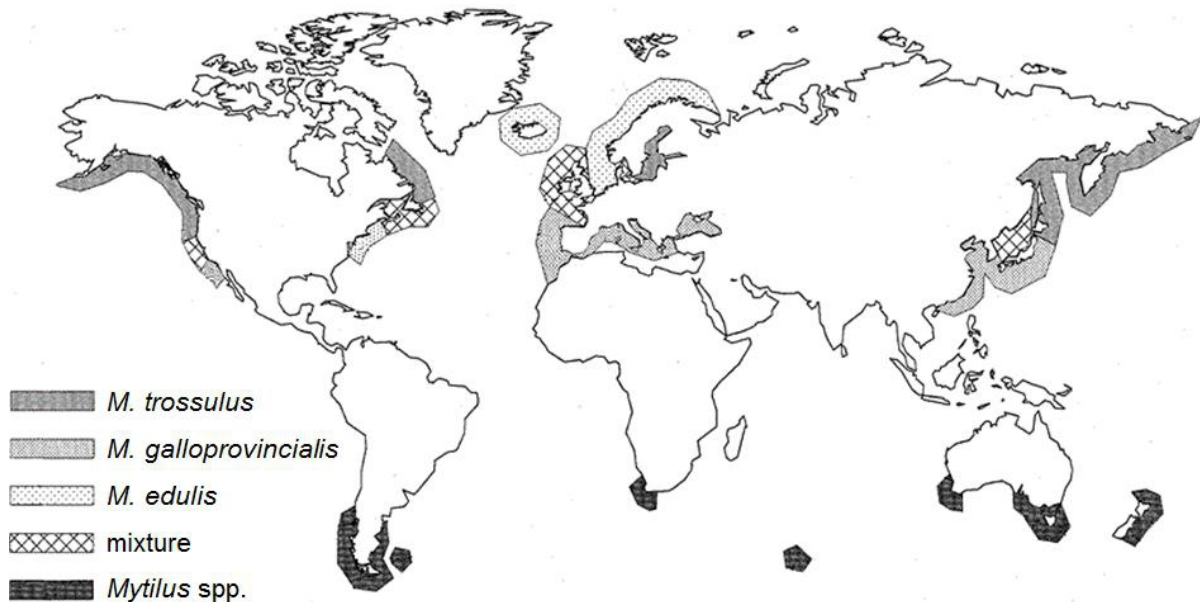 M. trossulus
M. galloprovincialis
M. edulis
mixture
Mytilus spp.